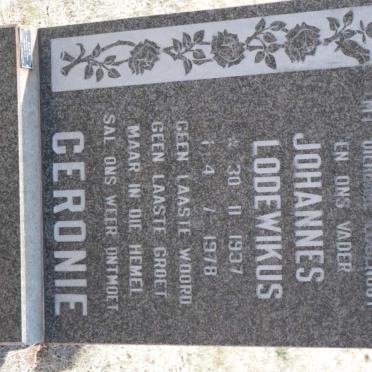 EN ONS VADER
JOHANNES
LODEWIKUS
* 30 . 11 1937
† 4 / 1978
GEEN LAASTE WOORD
GEEN LAASTE GROET
MAAR IN DIE HEMEL
SAL ONS WEER ONTMOET
GERONIE